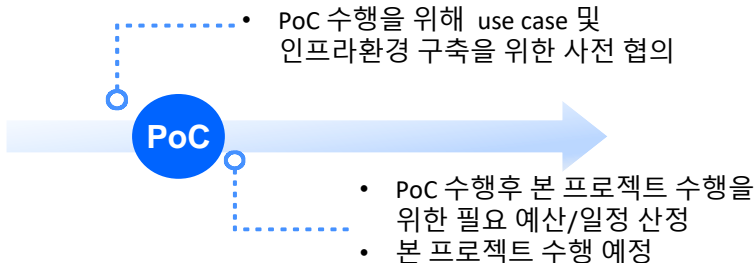 • PoC 수행을 위해 use case 및
인프라환경 구축을 위한 사전 협의
PoC
• PoC 수행후 본 프로젝트 수행을
위한 필요 예산/일정 산정
• 본 프로젝트 수행 예정